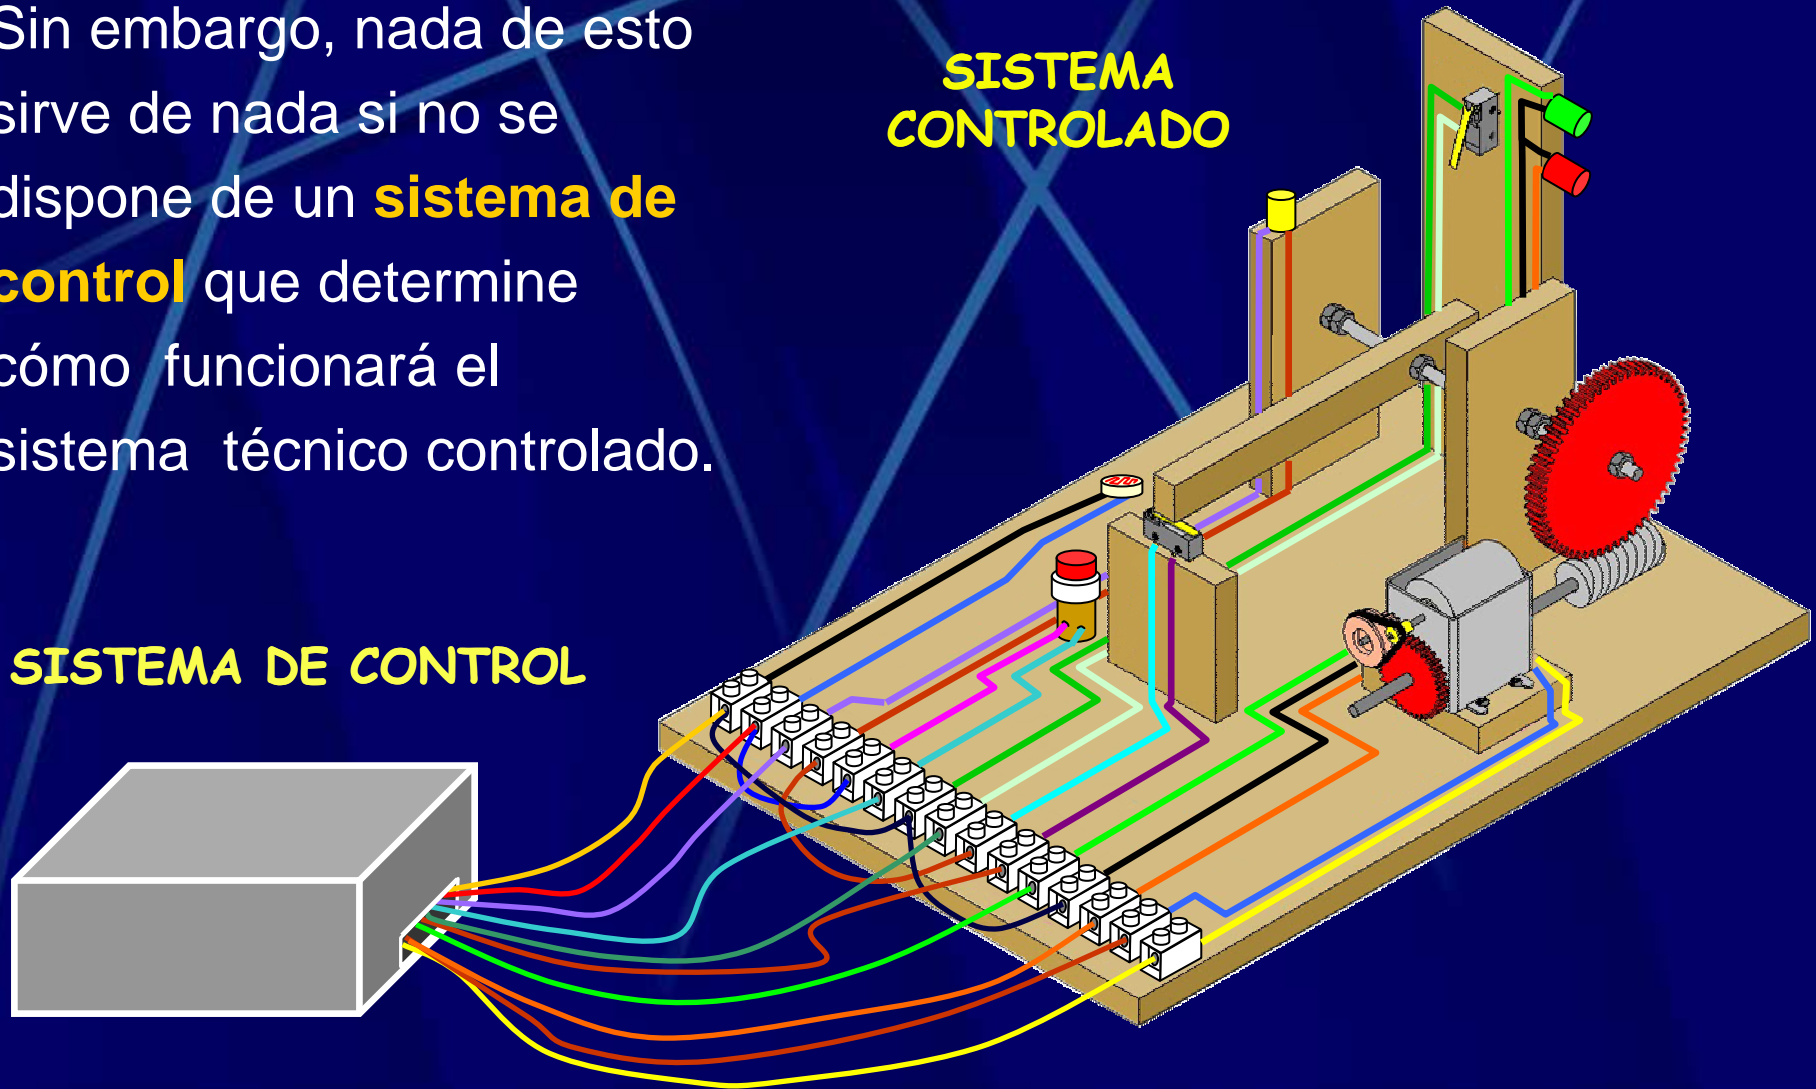 Sin embargo, nada de esto
sirve de nada si no se
dispone de un sistema de
control que determine
cómo funcionará el
sistema técnico controlado.
SISTEMA
CONTROLADO
SISTEMA DE CONTROL